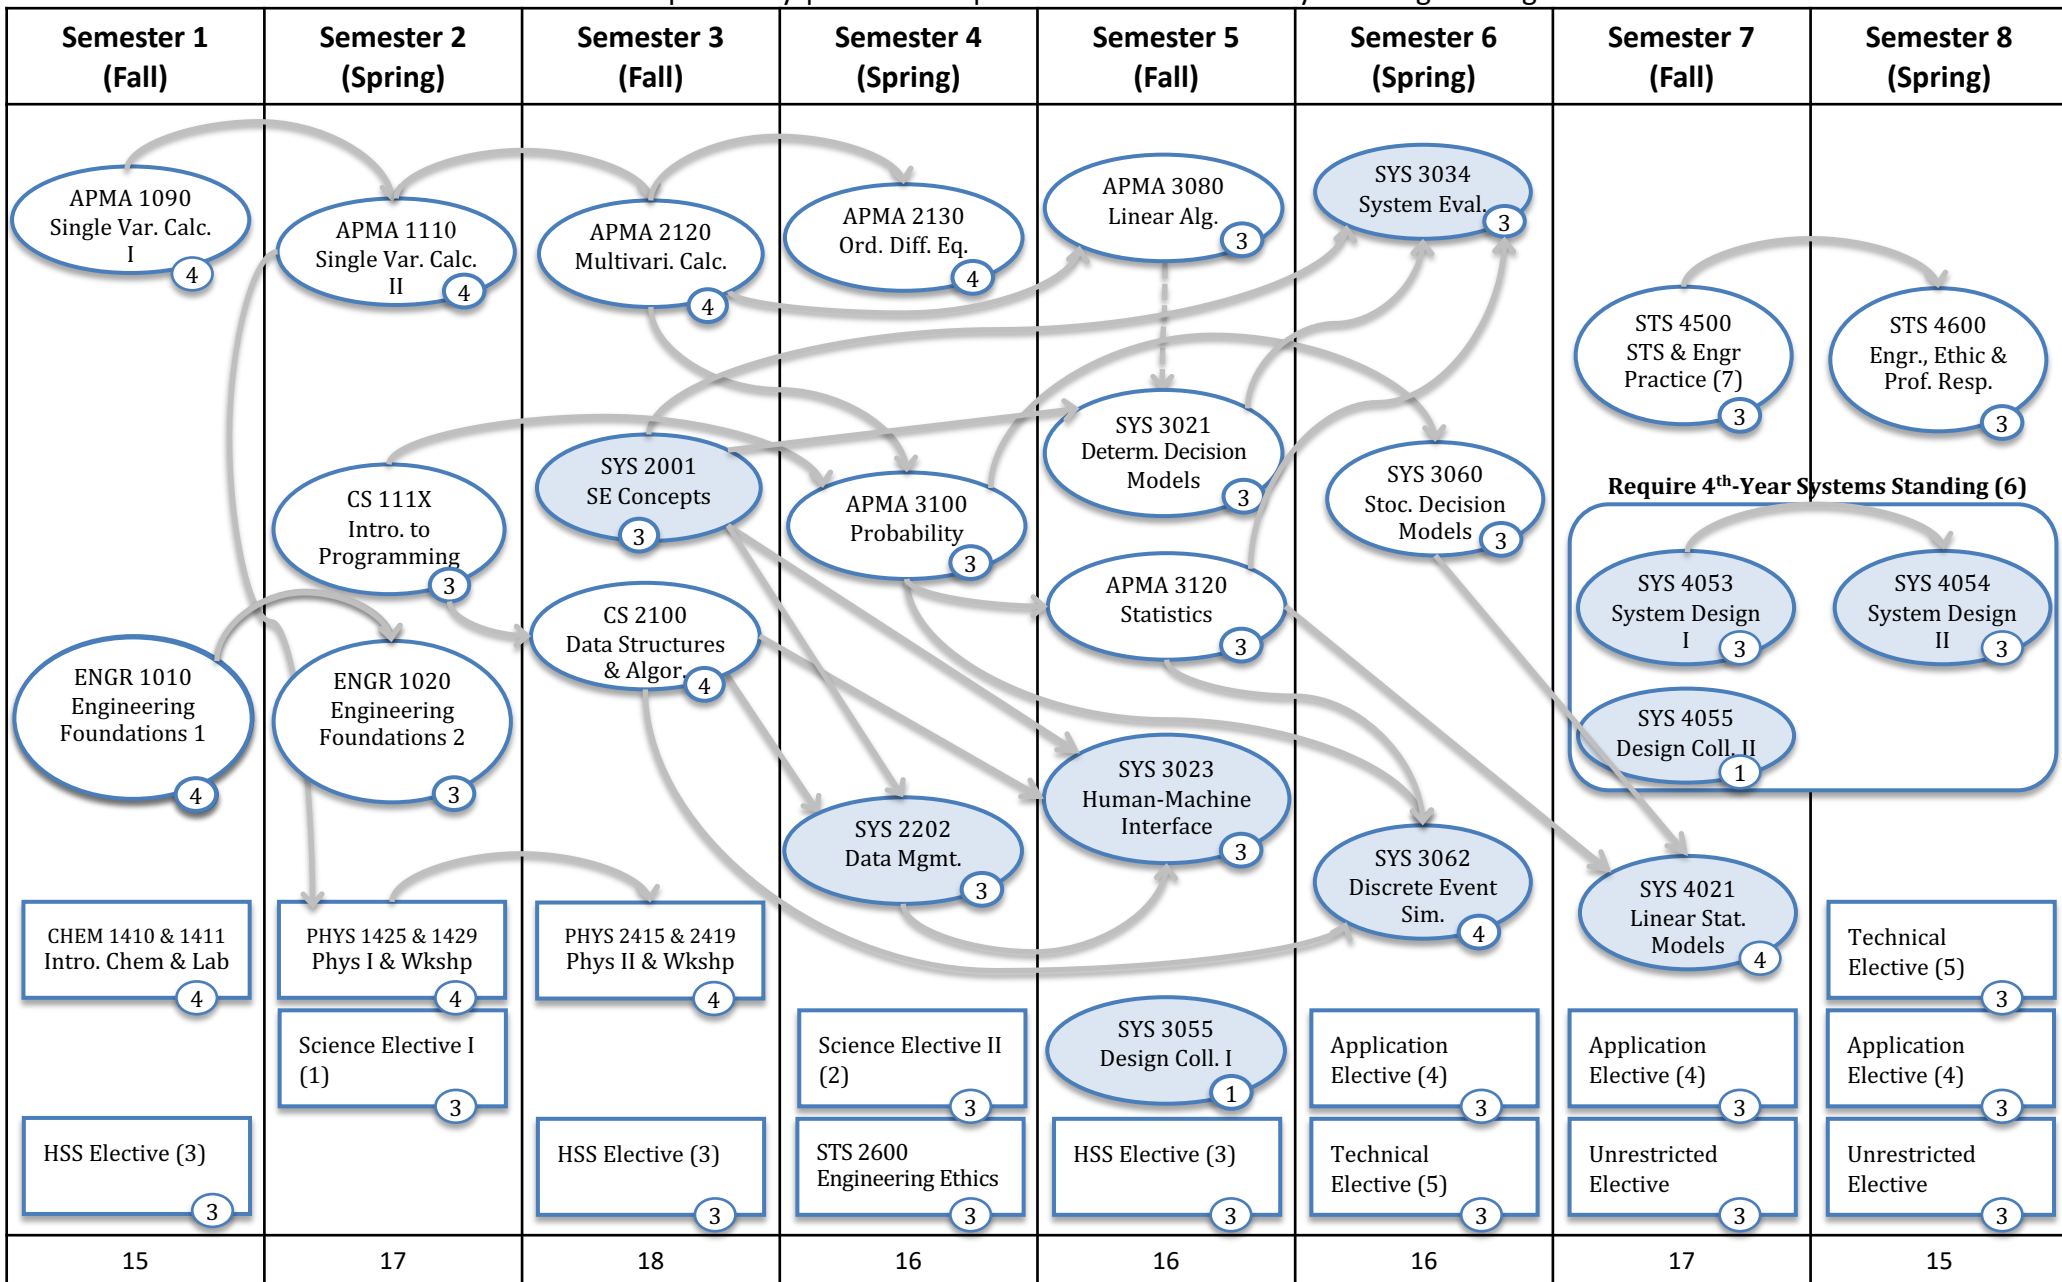 Semester 1
(Fall)
Semester 2
(Spring)
Semester 3
(Fall)
Semester 4
(Spring)
Semester 5
(Fall)
Semester 6
(Spring)
Semester 7
(Fall)
Semester 8
(Spring)
APMA 1090
Single Var. Calc.
I
4
ENGR 1010
Engineering
Foundations 1
4
CHEM 1410 & 1411
Intro. Chem & Lab
4
HSS Elective (3)
3
15
APMA 1110
Single Var. Calc.
II
4
CS 111X
Intro. to
Programming
3
ENGR 1020
Engineering
Foundations 2
3
PHYS 1425 & 1429
Phys I & Wkshp
4
Science Elective I
(1)
3
17
APMA 2120
Multivari. Calc.
4
SYS 2001
SE Concepts
3
CS 2100
Data Structures
& Algor.
4
PHYS 2415 & 2419
Phys II & Wkshp
4
HSS Elective (3)
3
18
APMA 2130
Ord. Diff. Eq.
4
APMA 3100
Probability
3
SYS 2202
Data Mgmt.
3
Science Elective II
(2)
3
STS 2600
Engineering Ethics
3
16
APMA 3080
Linear Alg.
3
SYS 3021
Determ. Decision
Models
3
APMA 3120
Statistics
3
SYS 3023
Human-Machine
Interface
3
SYS 3055
Design Coll. I
1
HSS Elective (3)
3
16
SYS 3034
System Eval.
3
SYS 3060
Stoc. Decision
Models
3
SYS 3062
Discrete Event
Sim.
4
Application
Elective (4)
3
Technical
Elective (5)
3
16
STS 4500
STS & Engr
Practice (7)
3
STS 4600
Engr., Ethic &
Prof. Resp.
3
Require 4th-Year Systems Standing (6)
SYS 4053
System Design
I
3
SYS 4054
System Design
II
3
SYS 4055
Design Coll. II
1
SYS 4021
Linear Stat.
Models
4
Application
Elective (4)
3
Unrestricted
Elective
3
17
Technical
Elective (5)
3
Application
Elective (4)
3
Unrestricted
Elective
3
15